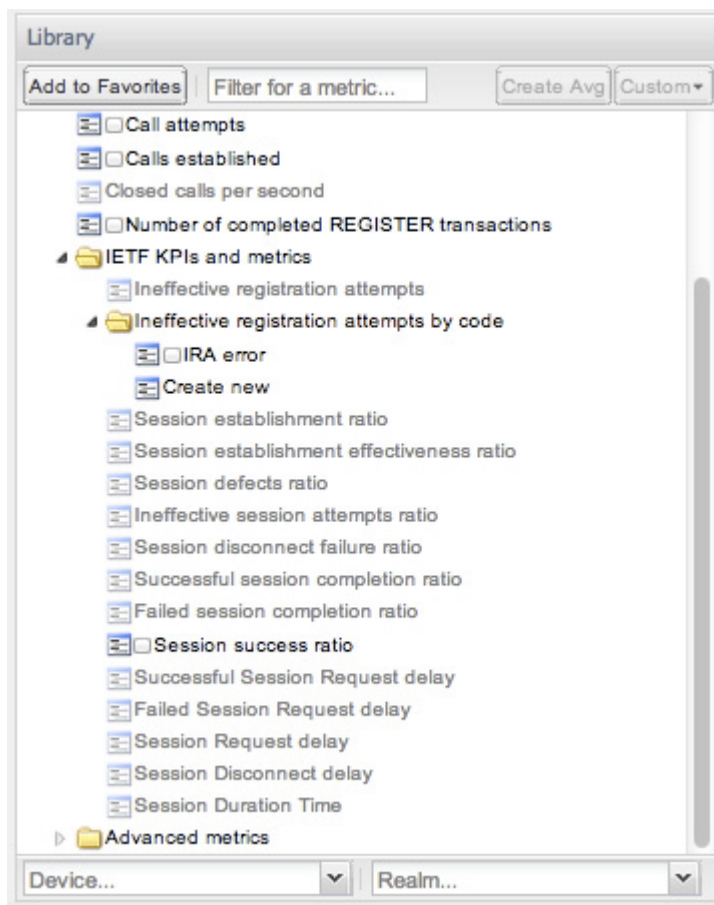 Library
Add to Favorites Filter for a metric... Create Avg Custom
Call attempts
Calls established
Closed calls per second
Number of completed REGISTER transactions
IETF KPIs and metrics
Ineffective registration attempts
Ineffective registration attempts by code
IRA error
Create new
Session establishment ratio
Session establishment effectiveness ratio
Session defects ratio
Ineffective session attempts ratio
Session disconnect failure ratio
Successful session completion ratio
Failed session completion ratio
Session success ratio
Successful Session Request delay
Failed Session Request delay
Session Request delay
Session Disconnect delay
Session Duration Time
Advanced metrics
Device... Realm...